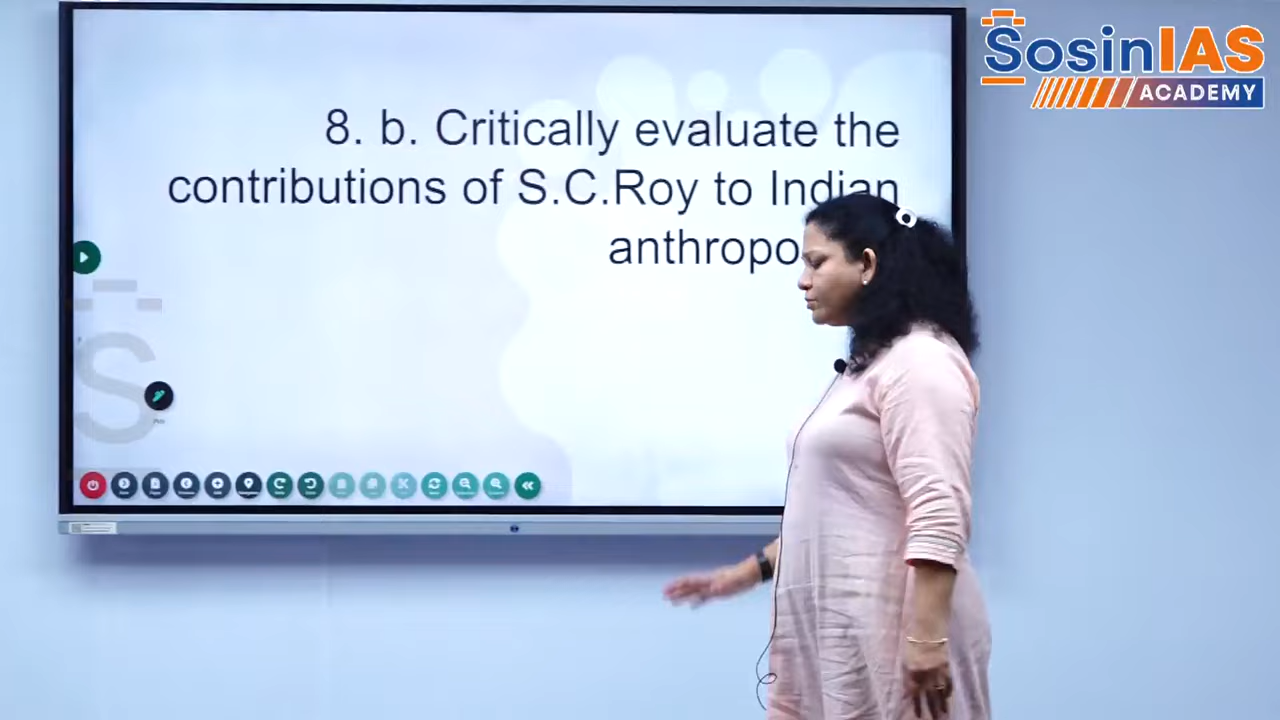 SosinIAS
ACADEMY
8. b. Critically evaluate the
contributions of S.C.Roy to Indian
anthropo
S